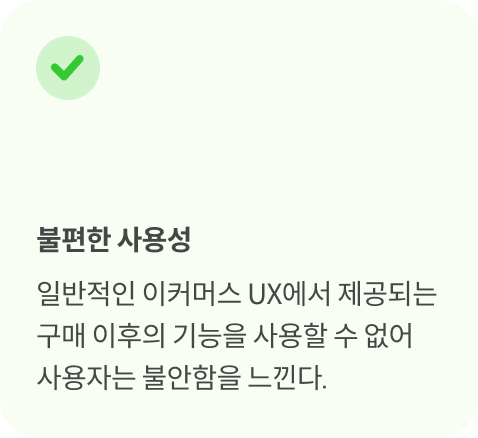 불편한 사용성
일반적인 이커머스 UX에서 제공되는
구매 이후의 기능을 사용할 수 없어
사용자는 불안함을 느낀다.